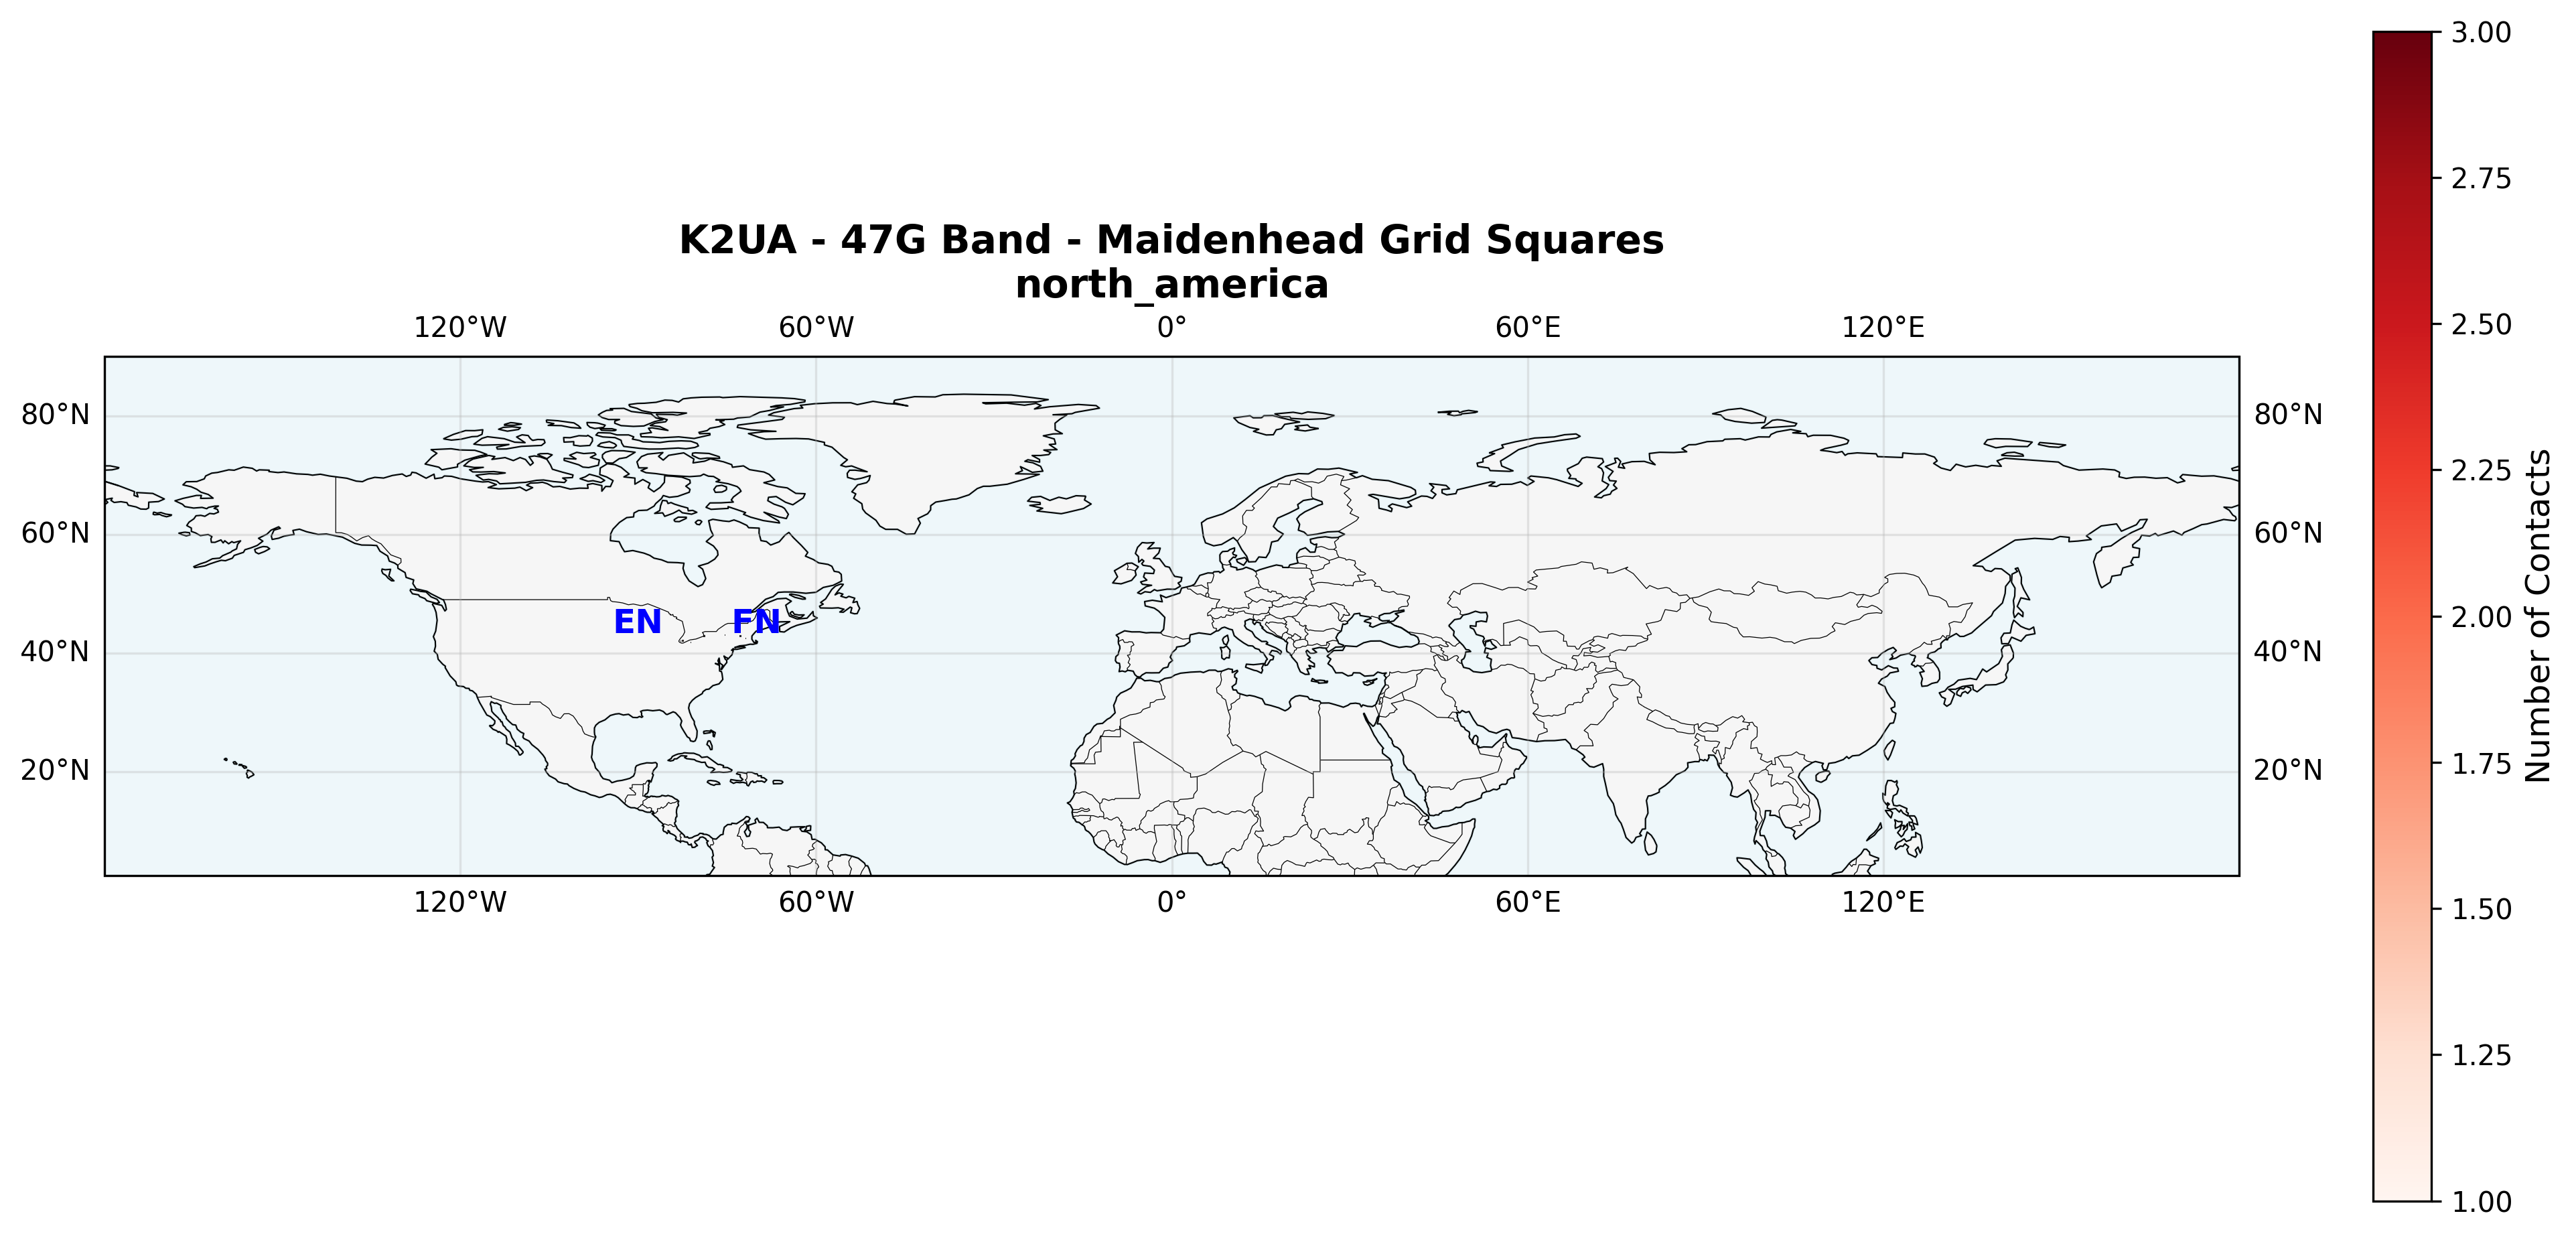 K2UA - 47G Band - Maidenhead Grid Squares
north_america
120°W 60°W 0° 60°E 120°E
80°N 80°N
60°N 60°N
EN FN
40°N 40°N
20°N 20°N
120°W 60°W 0° 60°E 120°E
3.00
2.75
2.50
2.25
2.00
1.75
1.50
1.25
1.00
Number of Contacts